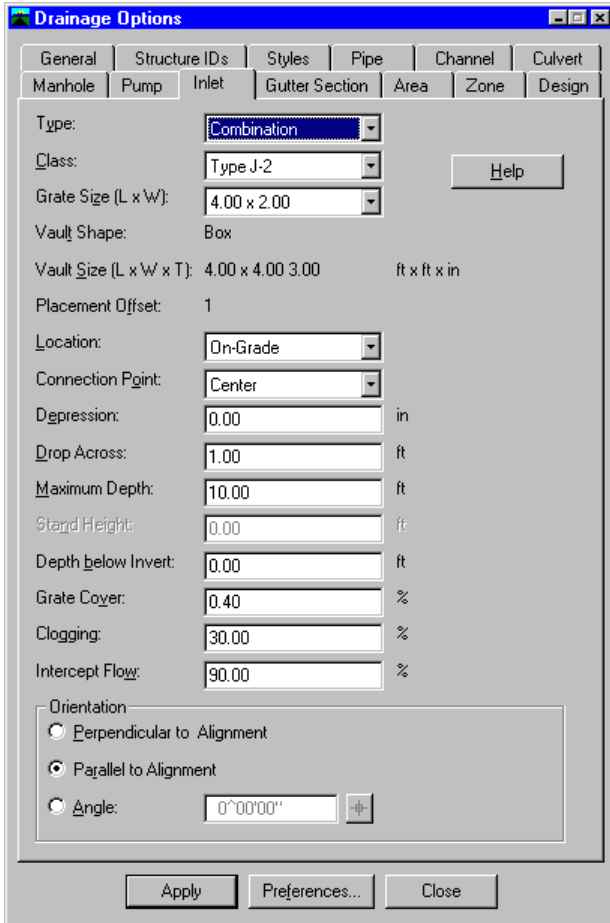 Drainage Options
General Structure IDs Styles Pipe Channel Culvert
Manhole Pump Inlet Gutter Section Area Zone Design
Type: Combination
Class: Type J-2
Help
Grate Size (L x W): 4.00 x 2.00
Vault Shape: Box
Vault Size (L x W x T): 4.00 x 4.00 3.00 ft x ft x in
Placement Offset: 1
Location: On-Grade
Connection Point: Center
Depression: 0.00 in
Drop Across: 1.00 ft
Maximum Depth: 10.00 ft
Stand Height: 0.00 ft
Depth below Invert: 0.00 ft
Grate Cover: 0.40 %
Clogging: 30.00 %
Intercept Flow: 90.00 %
Orientation
Perpendicular to Alignment
Parallel to Alignment
Angle: 0^00'00"
Apply Preferences... Close